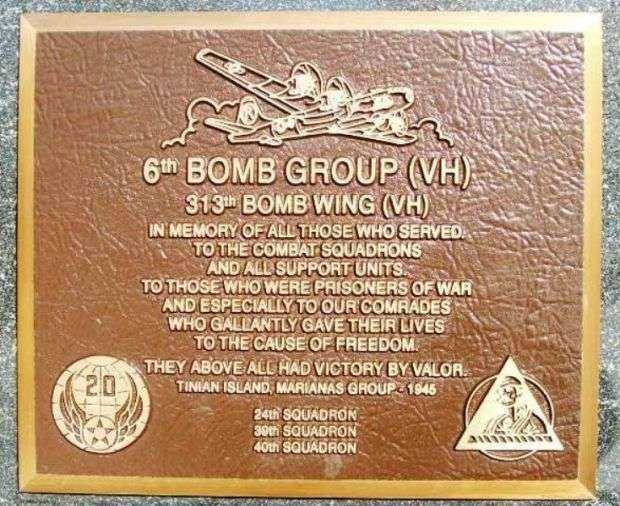 6th BOMB GROUP (VH)
313th BOMB WING (VH)
IN MEMORY OF ALL THOSE WHO SERVED.
TO THE COMBAT SQUADRONS
AND ALL SUPPORT UNITS.
TO THOSE WHO WERE PRISONERS OF WAR
AND ESPECIALLY TO OUR COMRADES
WHO GALLANTLY GAVE THEIR LIVES
TO THE CAUSE OF FREEDOM.
THEY ABOVE ALL HAD VICTORY BY VALOR.
TINIAN ISLAND, MARIANAS GROUP - 1945
20
24th SQUADRON
39th SQUADRON
40th SQUADRON